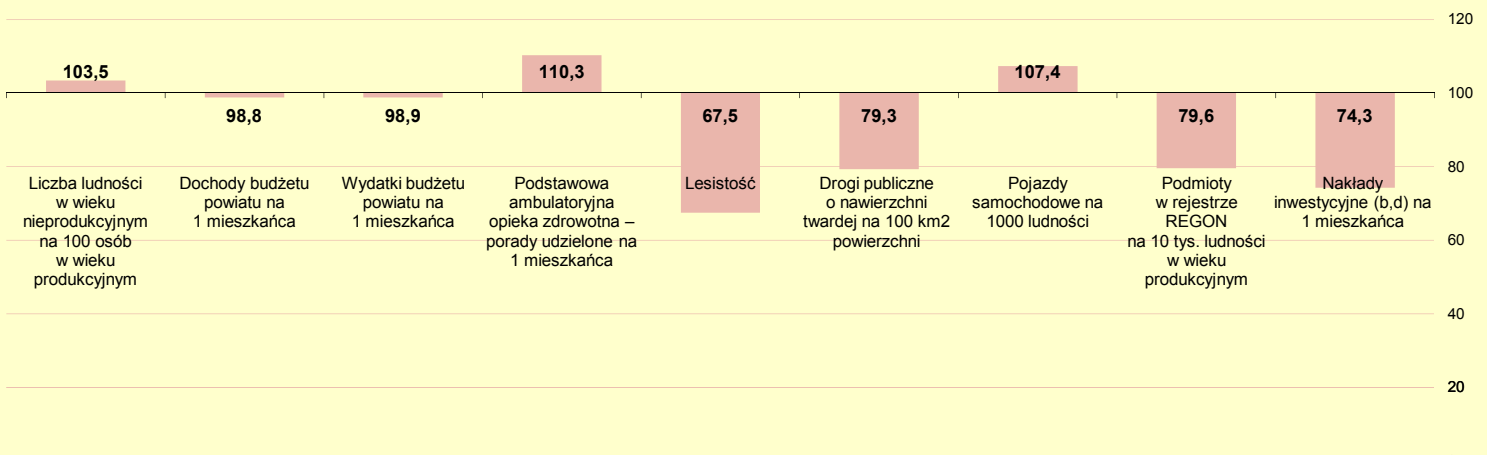 120
103,5
110,3
107,4
100
98,8
98,9
67,5
79,3
79,6
74,3
80
Liczba ludności
w wieku
nieprodukcyjnym
na 100 osób
w wieku
produkcyjnym
Dochody budżetu
powiatu na
1 mieszkańca
Wydatki budżetu
powiatu na
1 mieszkańca
Podstawowa
ambulatoryjna
opieka zdrowotna –
porady udzielone na
1 mieszkańca
Lesistość
Drogi publiczne
o nawierzchni
twardej na 100 km2
powierzchni
Pojazdy
samochodowe na
1000 ludności
Podmioty
w rejestrze
REGON
na 10 tys. ludności
w wieku
produkcyjnym
Nakłady
inwestycyjne (b,d) na
1 mieszkańca
60
40
20